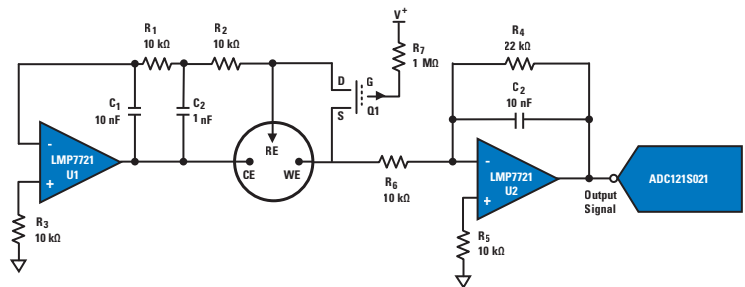 R1
10 kΩ
R2
10 kΩ
V+
R7
1 MΩ
R4
22 kΩ
C1
10 nF
C2
1 nF
D
G
S
Q1
C2
10 nF
-
LMP7721
U1
+
RE
CE
WE
R6
10 kΩ
-
LMP7721
U2
+
Output
Signal
ADC121S021
R3
10 kΩ
R5
10 kΩ